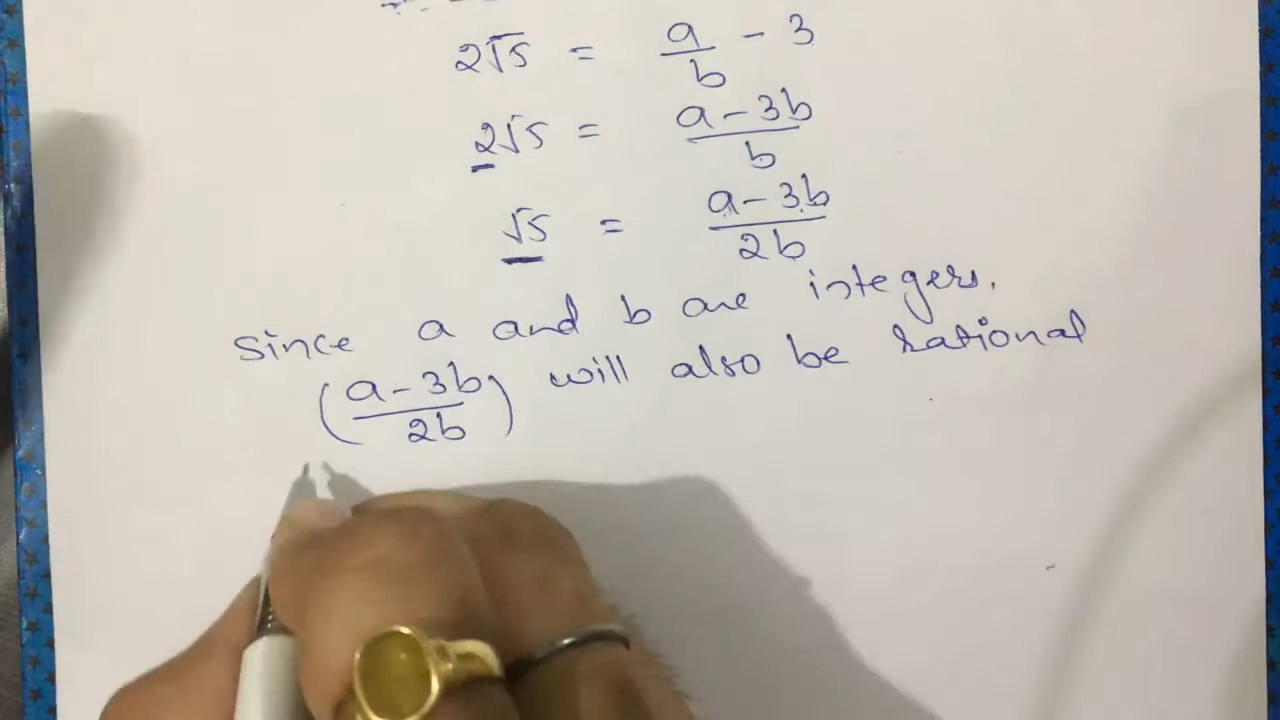 2√5 = a/b - 3
2√5 = (a - 3b)/b
√5 = (a - 3b)/2b
Since a and b are integers.
(a - 3b / 2b) will also be rational